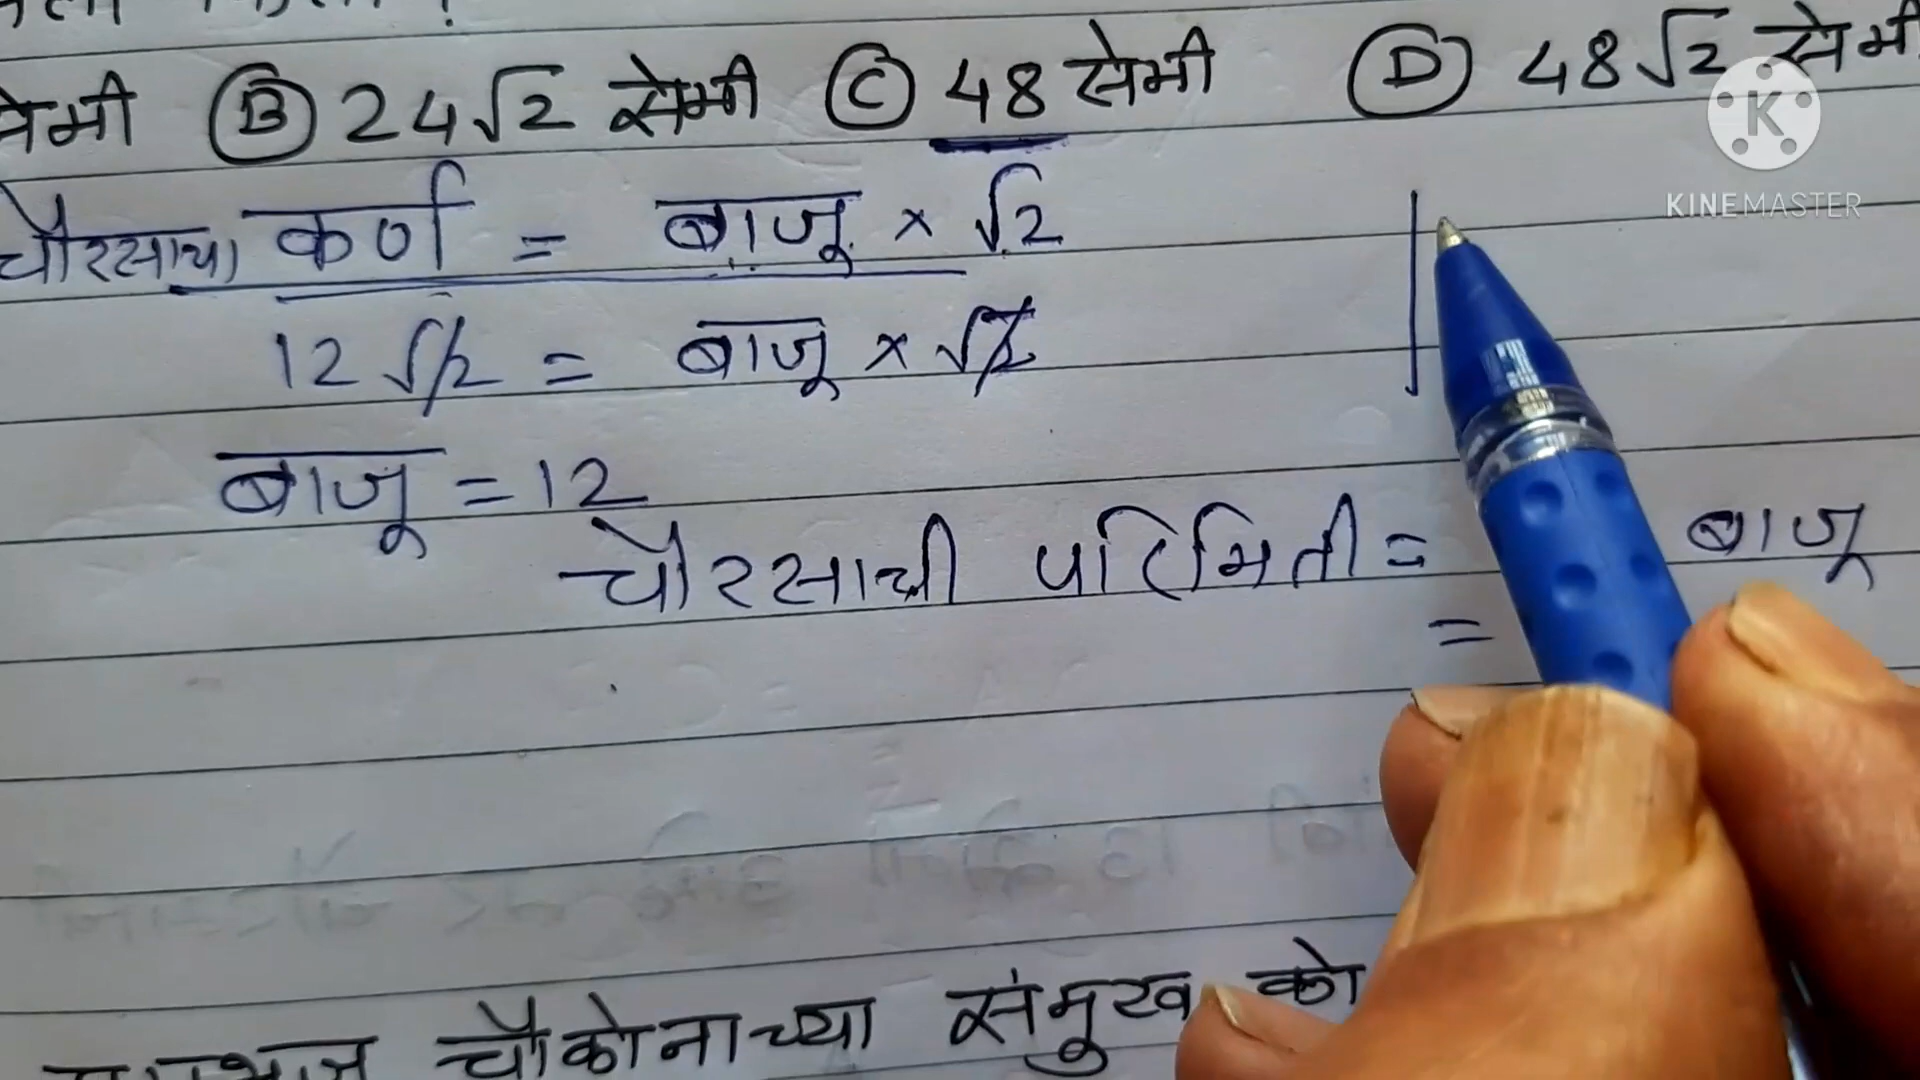 सेमी Ⓑ 24√2 सेमी Ⓒ 48 सेमी Ⓓ 48√2 सेमी
चौरसाचा कर्ण = बाजू × √2
12√2 = बाजू × √2
बाजू = 12
चौरसाची परिमिती = बाजू
=
चौकोनाच्या संमुख को
K
KINEMASTER